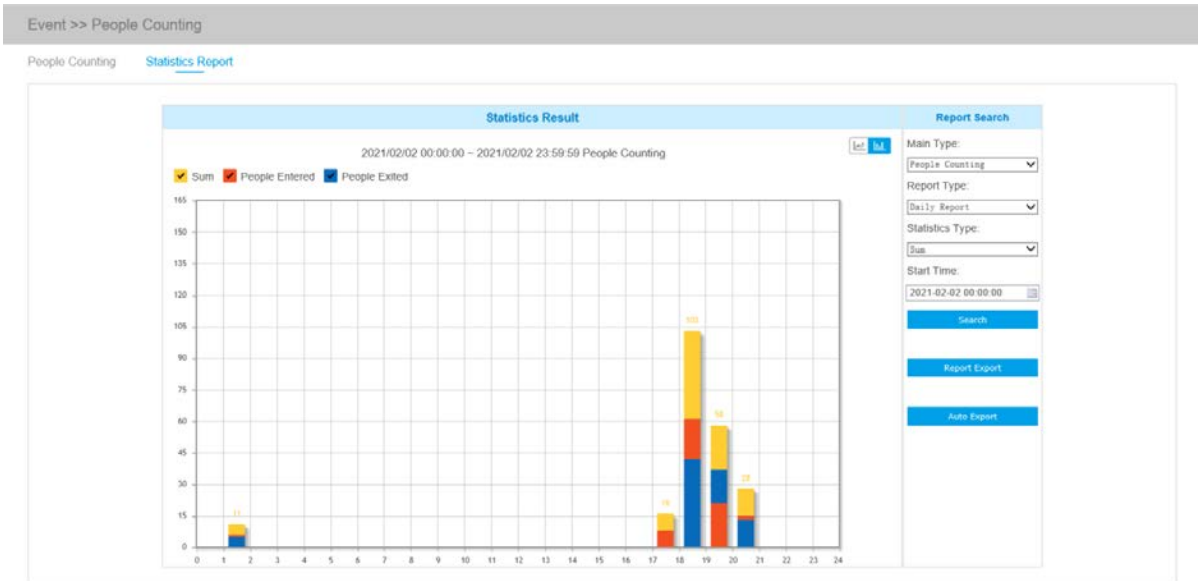 Event >> People Counting
People Counting Statistics Report
Statistics Result
2021/02/02 00:00:00 ~ 2021/02/02 23:59:59 People Counting
Sum People Entered People Exited
165
150
135
120
105
90
75
60
45
30
15
0
11
16
103
58
28
0 1 2 3 4 5 6 7 8 9 10 11 12 13 14 15 16 17 18 19 20 21 22 23 24
Report Search
Main Type:
People Counting
Report Type:
Daily Report
Statistics Type:
Sum
Start Time:
2021-02-02 00:00:00
Search
Report Export
Auto Export